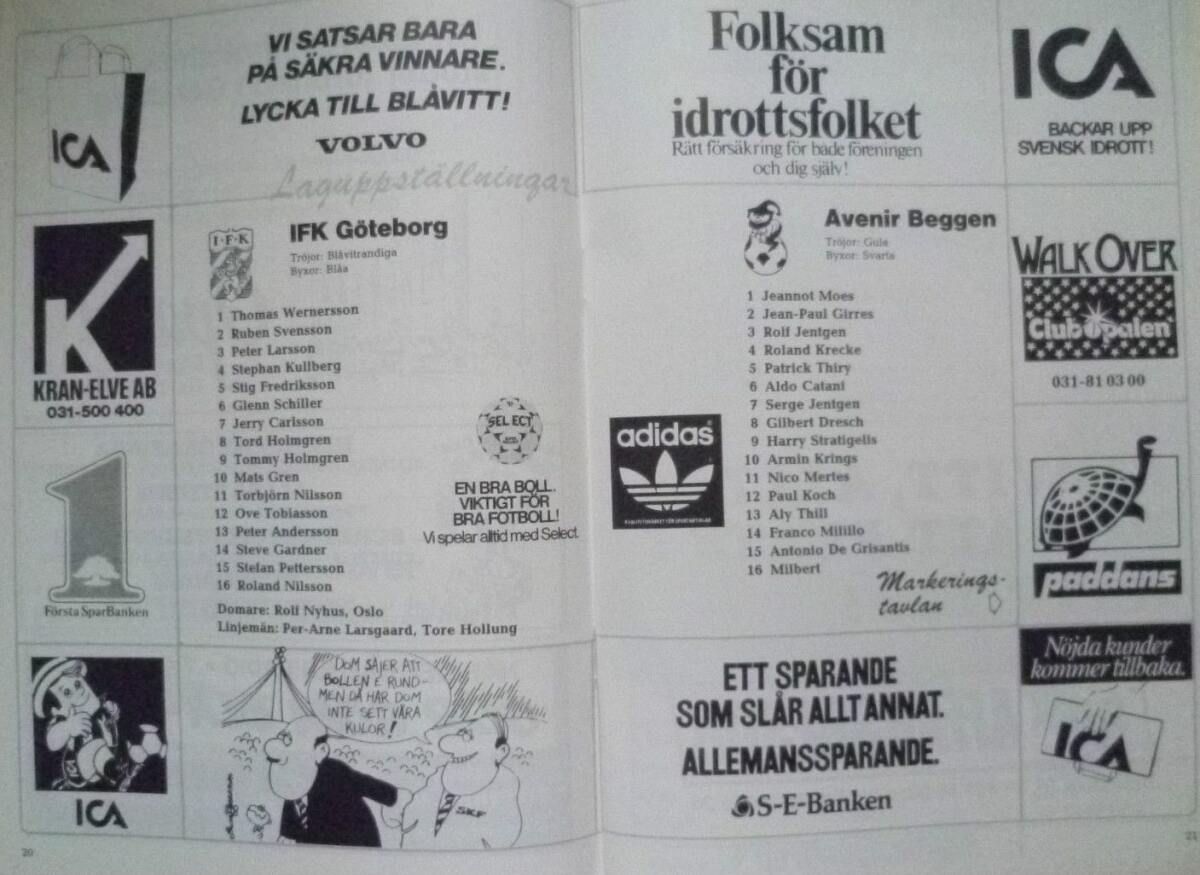 ICA
VI SATSAR BARA
PÅ SÄKRA VINNARE.
LYCKA TILL BLÅVITT!
VOLVO
Laguppställningar
KRAN-ELVE AB
031-500 400
1
Första SparBanken
ICA
I·F·K
IFK Göteborg
Tröjor: Blåvitrandiga
Byxor: Blåa
1 Thomas Wernersson
2 Ruben Svensson
3 Peter Larsson
4 Stephan Kullberg
5 Stig Fredriksson
6 Glenn Schiller
7 Jerry Carlsson
8 Tord Holmgren
9 Tommy Holmgren
10 Mats Gren
11 Torbjörn Nilsson
12 Ove Tobiasson
13 Peter Andersson
14 Steve Gardner
15 Stefan Pettersson
16 Roland Nilsson
Domare: Rolf Nyhus, Oslo
Linjemän: Per-Arne Larsgaard, Tore Hollung
SELECT
EN BRA BOLL.
VIKTIGT FÖR
BRA FOTBOLL!
Vi spelar alltid med Select.
DOM SÄJER ATT
BOLLEN E RUND-
MEN DÅ HAR DOM
INTE SETT VÅRA
KULOR!
SKF
20
Folksam
för
idrottsfolket
Rätt försäkring för både föreningen
och dig själv!
ICA
BACKAR UPP
SVENSK IDROTT!
Avenir Beggen
Tröjor: Gula
Byxor: Svarta
1 Jeannot Moes
2 Jean-Paul Girres
3 Rolf Jentgen
4 Roland Krecke
5 Patrick Thiry
6 Aldo Catani
7 Serge Jentgen
8 Gilbert Dresch
9 Harry Stratigelis
10 Armin Krings
11 Nico Mertes
12 Paul Koch
13 Aly Thill
14 Franco Milillo
15 Antonio De Grisantis
16 Milbert
adidas
Markerings-
tavlan
WALK OVER
Club Opalen
031-81 03 00
paddans
Nöjda kunder
kommer tillbaka.
ICA
ETT SPARANDE
SOM SLÅR ALLT ANNAT.
ALLEMANSSPARANDE.
S-E-Banken
21